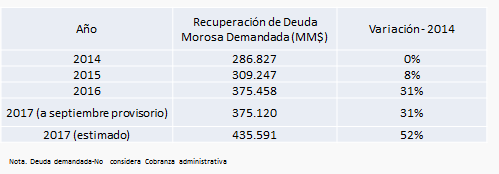 Año Recuperación de Deuda Morosa Demandada (MM$) Variación - 2014
2014 286.827 0%
2015 309.247 8%
2016 375.458 31%
2017 (a septiembre provisorio) 375.120 31%
2017 (estimado) 435.591 52%
Nota. Deuda demandada-No considera Cobranza administrativa